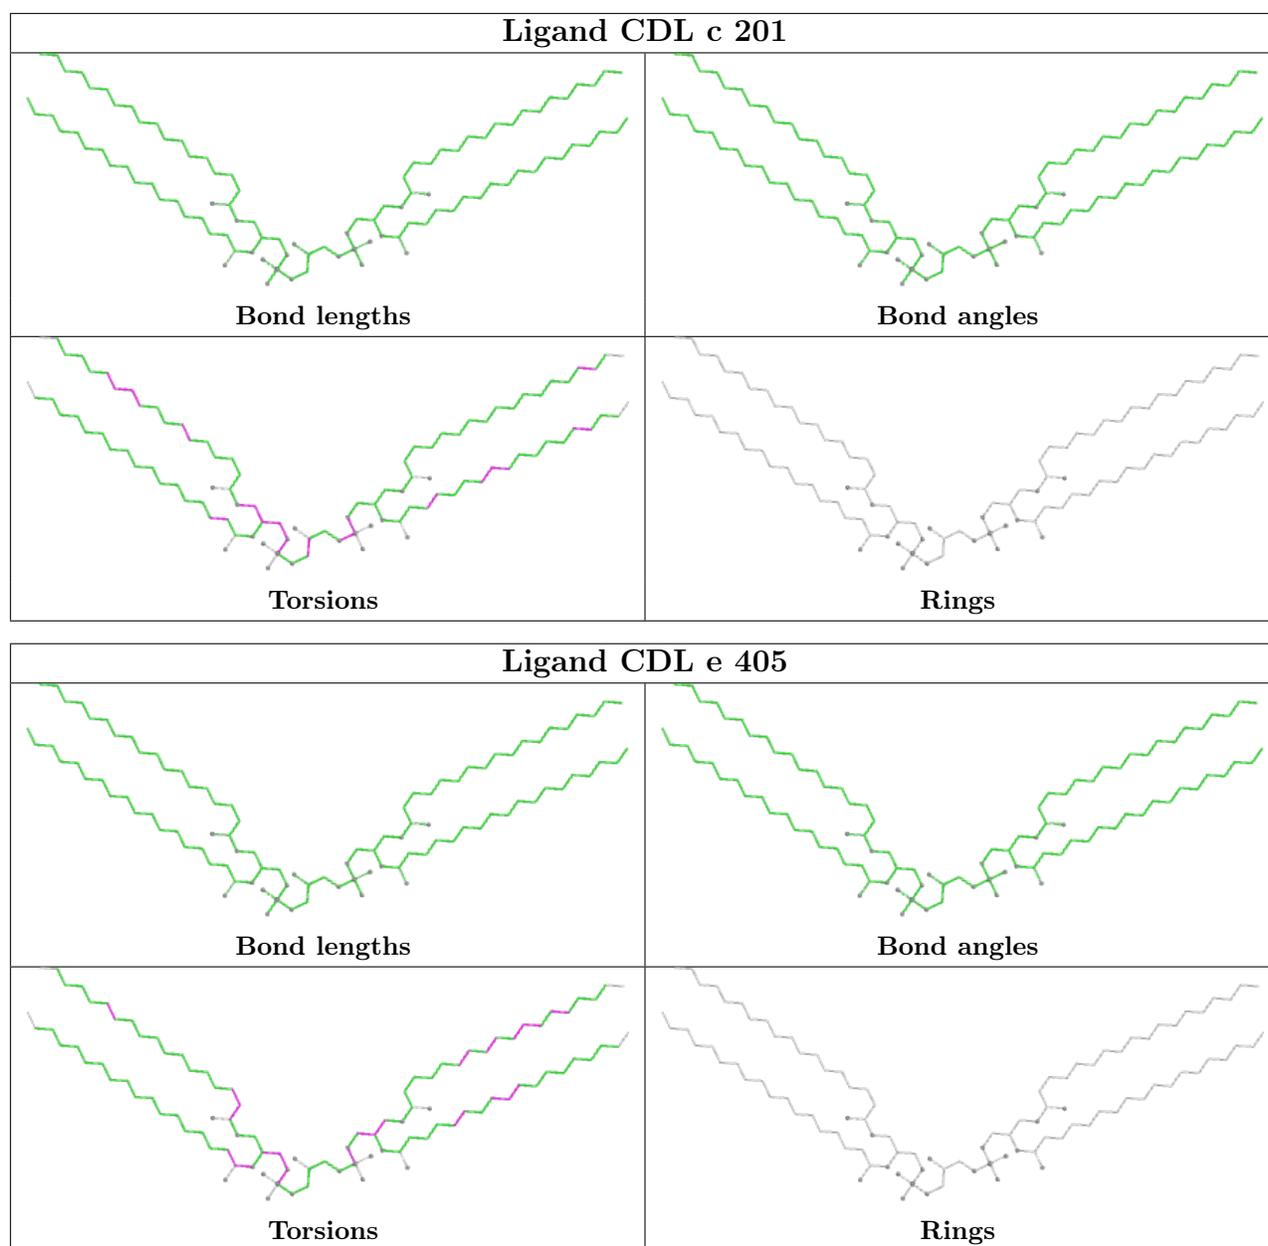 Ligand CDL c 201
Bond lengths
Bond angles
Torsions
Rings
Ligand CDL e 405
Bond lengths
Bond angles
Torsions
Rings